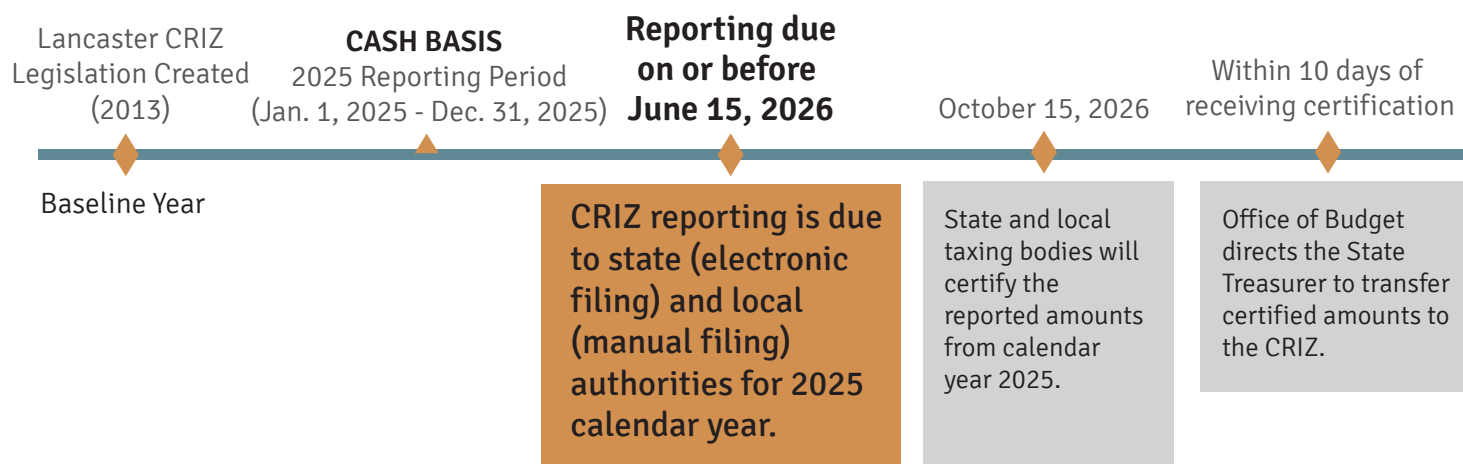 Lancaster CRIZ
Legislation Created
(2013)
Baseline Year
CASH BASIS
2025 Reporting Period
(Jan. 1, 2025 - Dec. 31, 2025)
Reporting due
on or before
June 15, 2026
CRIZ reporting is due
to state (electronic
filing) and local
(manual filing)
authorities for 2025
calendar year.
October 15, 2026
State and local
taxing bodies will
certify the
reported amounts
from calendar
year 2025.
Within 10 days of
receiving certification
Office of Budget
directs the State
Treasurer to transfer
certified amounts to
the CRIZ.